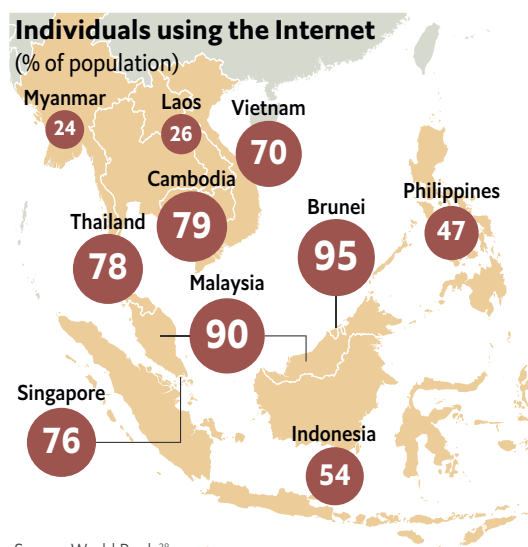 Individuals using the Internet
(% of population)
Myanmar
24
Laos
26
Vietnam
70
Cambodia
79
Thailand
78
Brunei
95
Philippines
47
Malaysia
90
Singapore
76
Indonesia
54